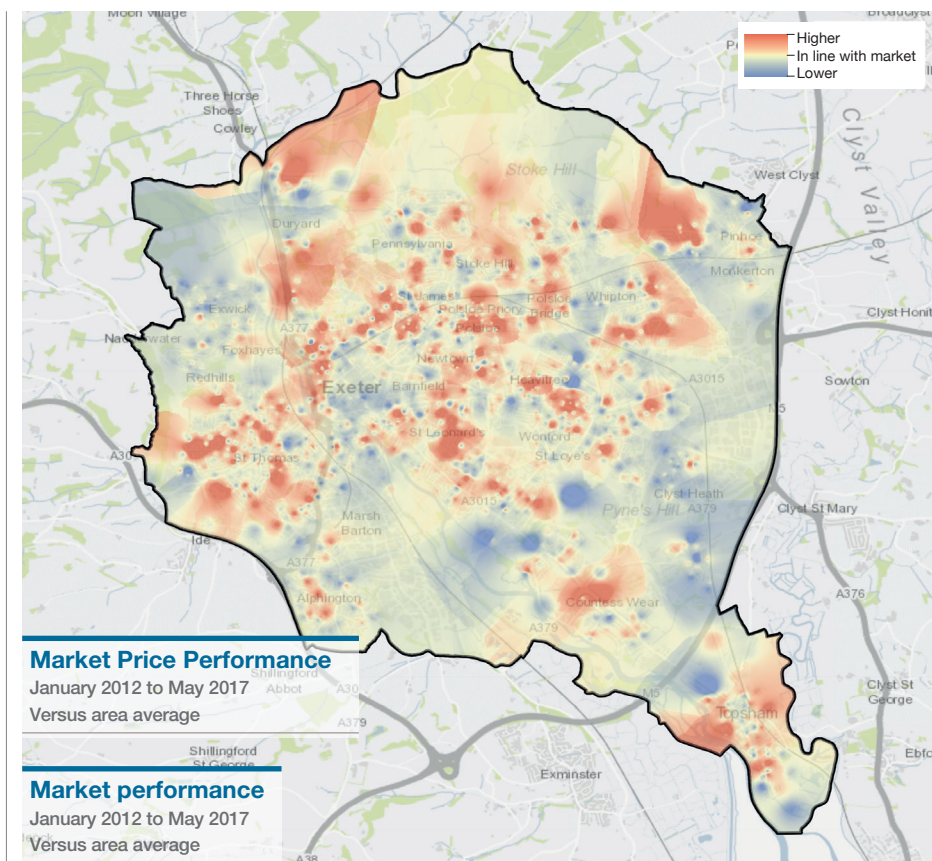 Moon Village
Broadclyst
Higher
In line with market
Lower
Three Horse
Shoes
Cowley
Clyst Valley
Stoke Hill
West Clyst
Duryard
Pennsylvania
Pinhoe
Stoke Hill
Monkerton
St James
Polsloe
Bridge
Whipton
Exwick
Polsloe Priory
Polsloe
Clyst Honit
A377
Foxhayes
Newtown
Redhills
Exeter
Barnfield
Heavitree
A3015
Sowton
M5
St Leonard's
Wonford
A30
St Thomas
St Loye's
Clyst Heath
A3015
Pyne's Hill
A379
Clyst St Mary
Marsh
Barton
Ide
A377
A376
Alphington
Countess Wear
A379
Market Price Performance
January 2012 to May 2017
Versus area average
Shillingford
Abbot
A30
M5
Clyst St
George
Topsham
A379
Shillingford
St George
Ebf
Exminster
Market performance
January 2012 to May 2017
Versus area average
A38